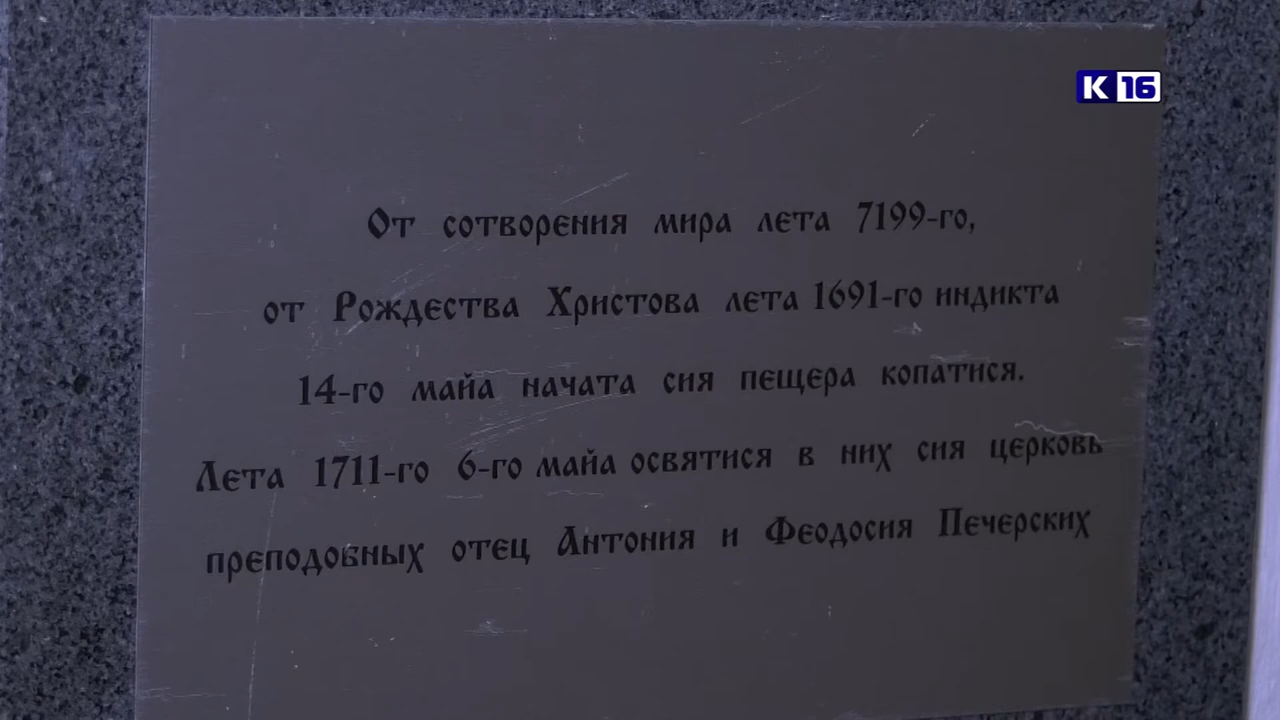 К 16
От сотворения мира лета 7199-го,
от Рождества Христова лета 1691-го индикта
14-го майа начата сия пещера копатися.
Лета 1711-го 6-го майа освятися в них сия церковь
преподобных отец Антония и Феодосия Печерских